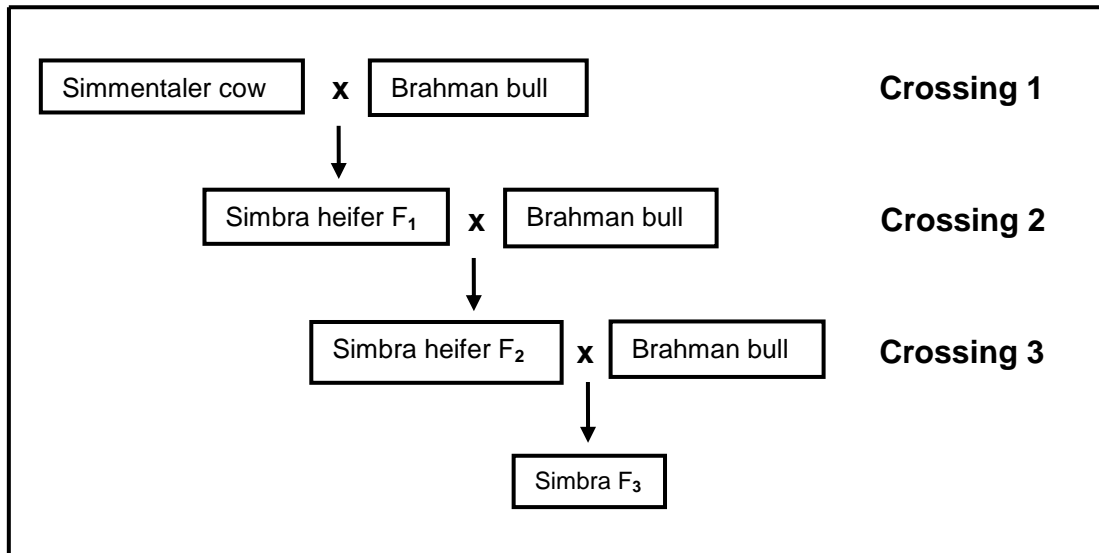 Simmentaler cow x Brahman bull Crossing 1
Simbra heifer F₁ x Brahman bull Crossing 2
Simbra heifer F₂ x Brahman bull Crossing 3
Simbra F₃